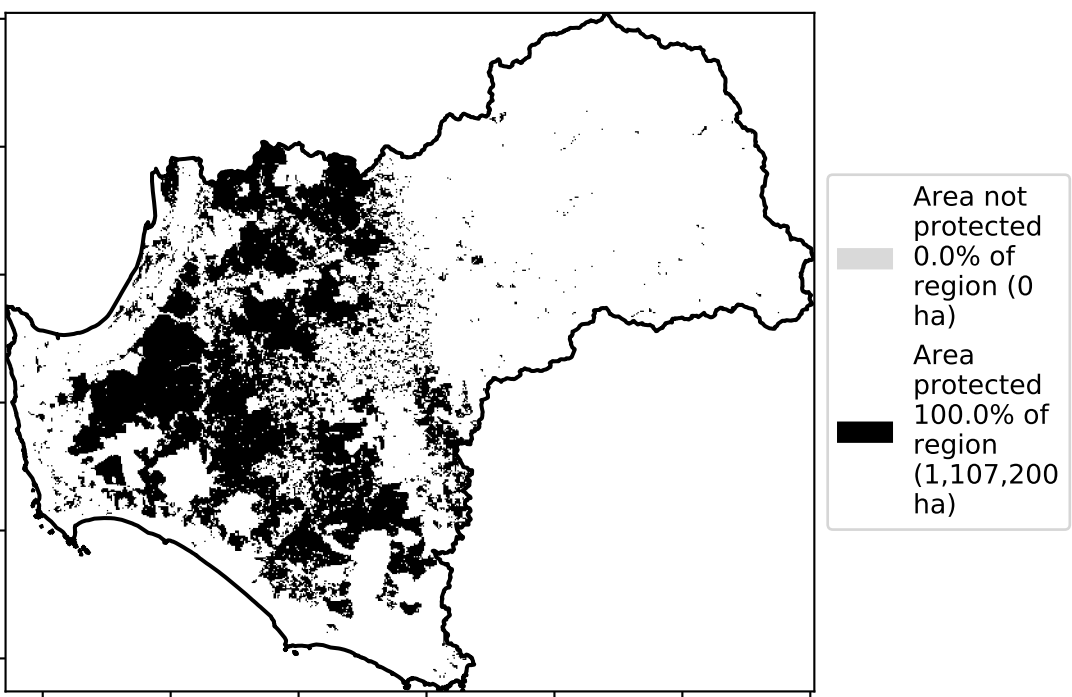 Area not
protected
0.0% of
region (0
ha)
Area
protected
100.0% of
region
(1,107,200
ha)